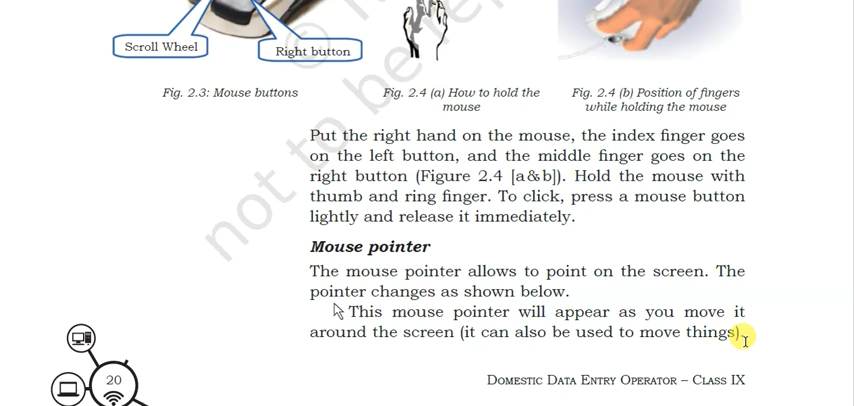 Scroll Wheel
Right button
Fig. 2.3: Mouse buttons
Fig. 2.4 (a) How to hold the
mouse
Fig. 2.4 (b) Position of fingers
while holding the mouse
Put the right hand on the mouse, the index finger goes
on the left button, and the middle finger goes on the
right button (Figure 2.4 [a&b]). Hold the mouse with
thumb and ring finger. To click, press a mouse button
lightly and release it immediately.
Mouse pointer
The mouse pointer allows to point on the screen. The
pointer changes as shown below.
This mouse pointer will appear as you move it
around the screen (it can also be used to move things).
20
Domestic Data Entry Operator – Class IX
not to be re